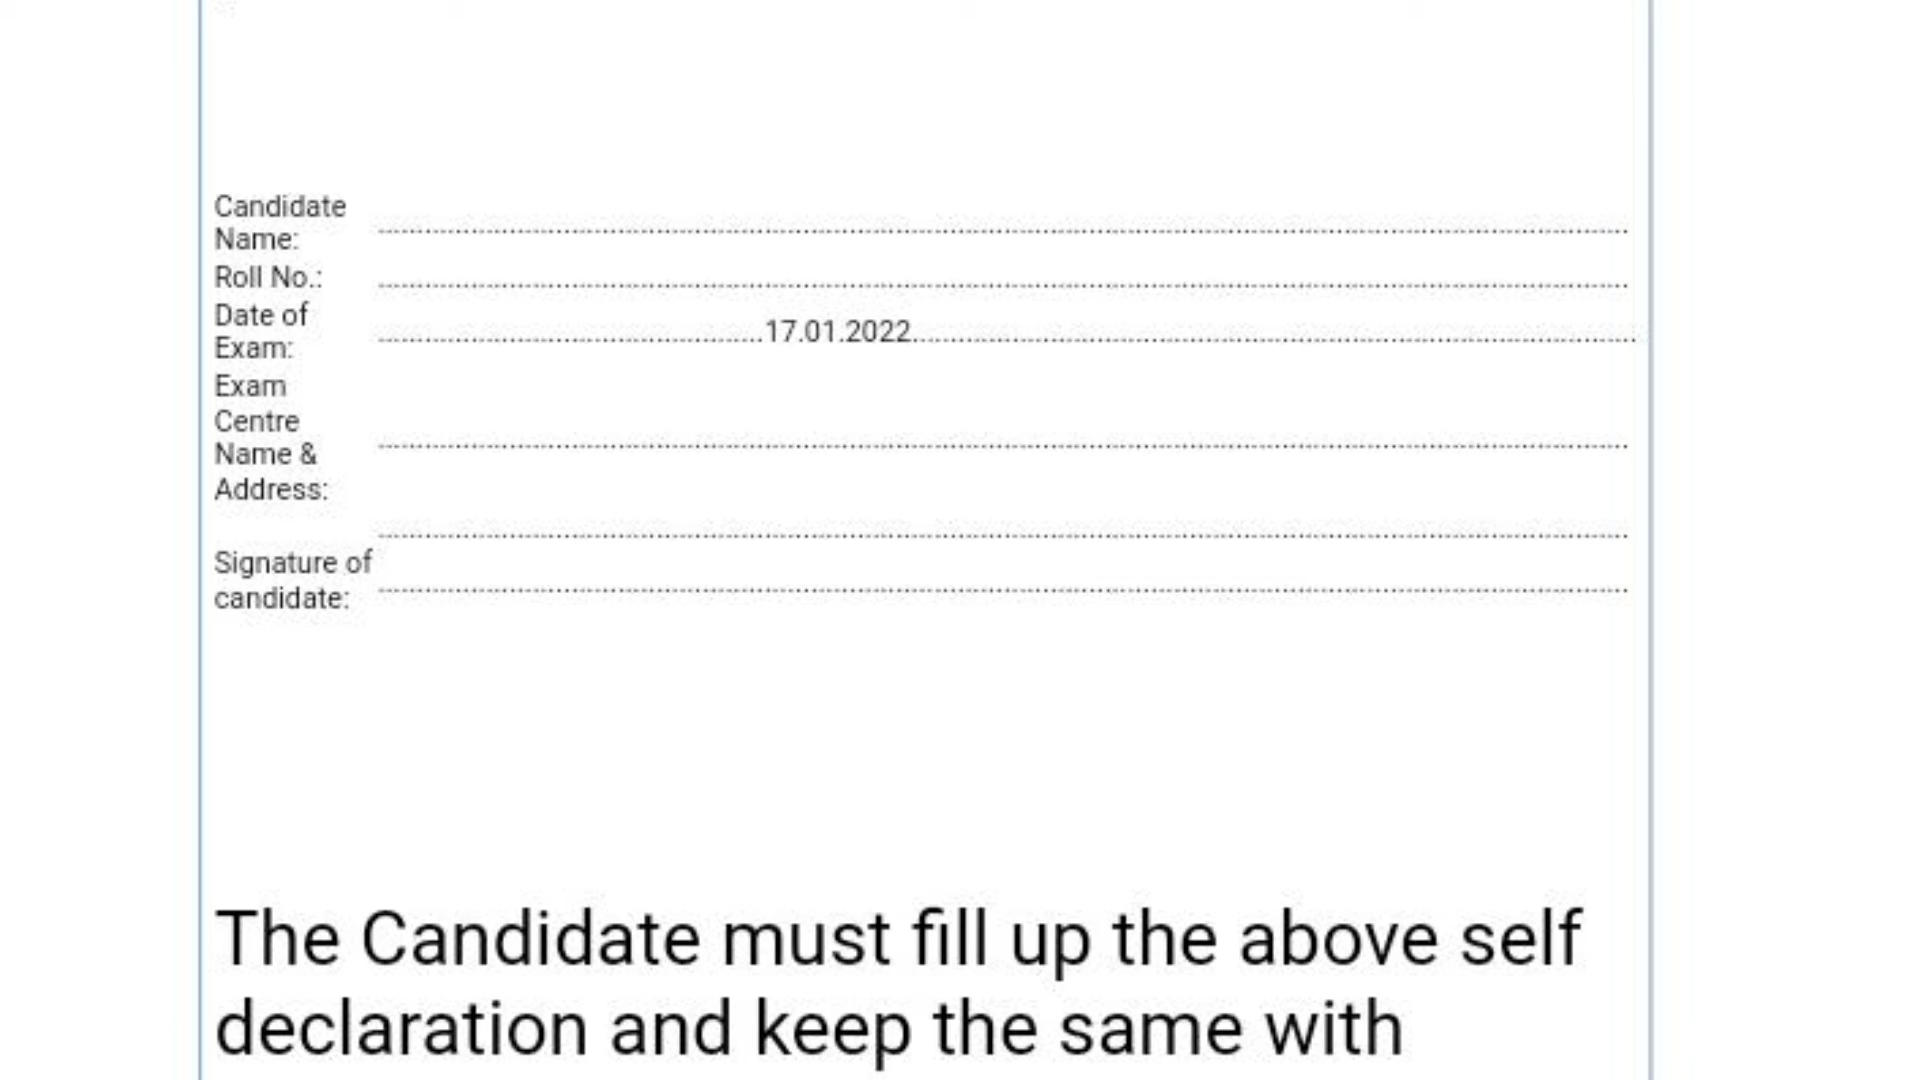 Candidate
Name: ........................................
Roll No.: ........................................
Date of
Exam: ....................17.01.2022....................
Exam
Centre
Name & ........................................
Address:
........................................
Signature of
candidate: ........................................
The Candidate must fill up the above self
declaration and keep the same with